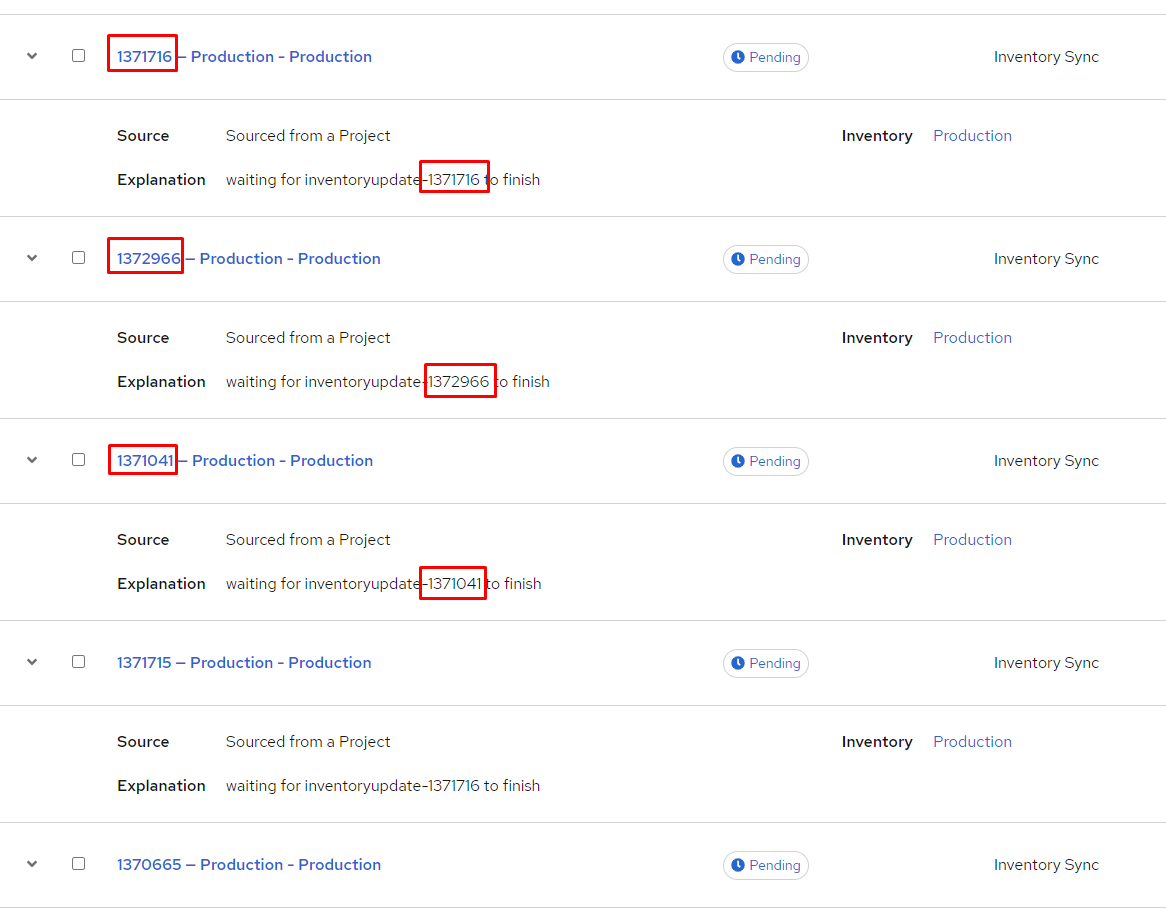 1371716 – Production - Production Pending Inventory Sync
Source Sourced from a Project Inventory Production
Explanation waiting for inventoryupdate-1371716 to finish
1372966 – Production - Production Pending Inventory Sync
Source Sourced from a Project Inventory Production
Explanation waiting for inventoryupdate-1372966 to finish
1371041 – Production - Production Pending Inventory Sync
Source Sourced from a Project Inventory Production
Explanation waiting for inventoryupdate-1371041 to finish
1371715 – Production - Production Pending Inventory Sync
Source Sourced from a Project Inventory Production
Explanation waiting for inventoryupdate-1371716 to finish
1370665 – Production - Production Pending Inventory Sync